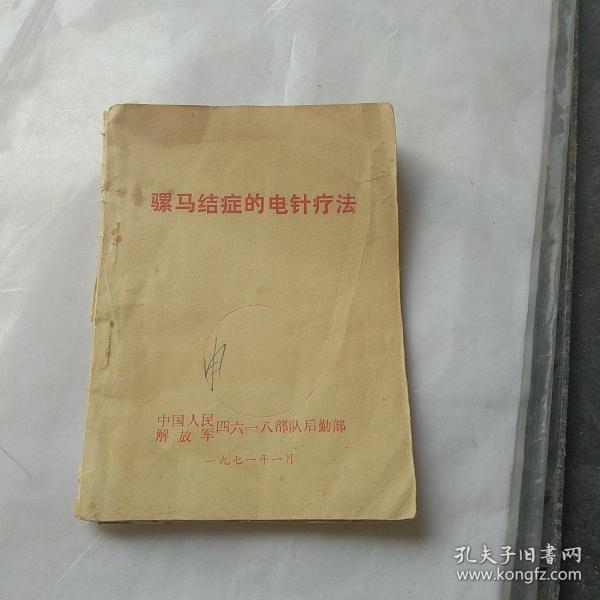 骡马结症的电针疗法
中国人民
解放军
四六一八部队后勤部
一九七一年一月
孔夫子旧书网
www.kongfz.com